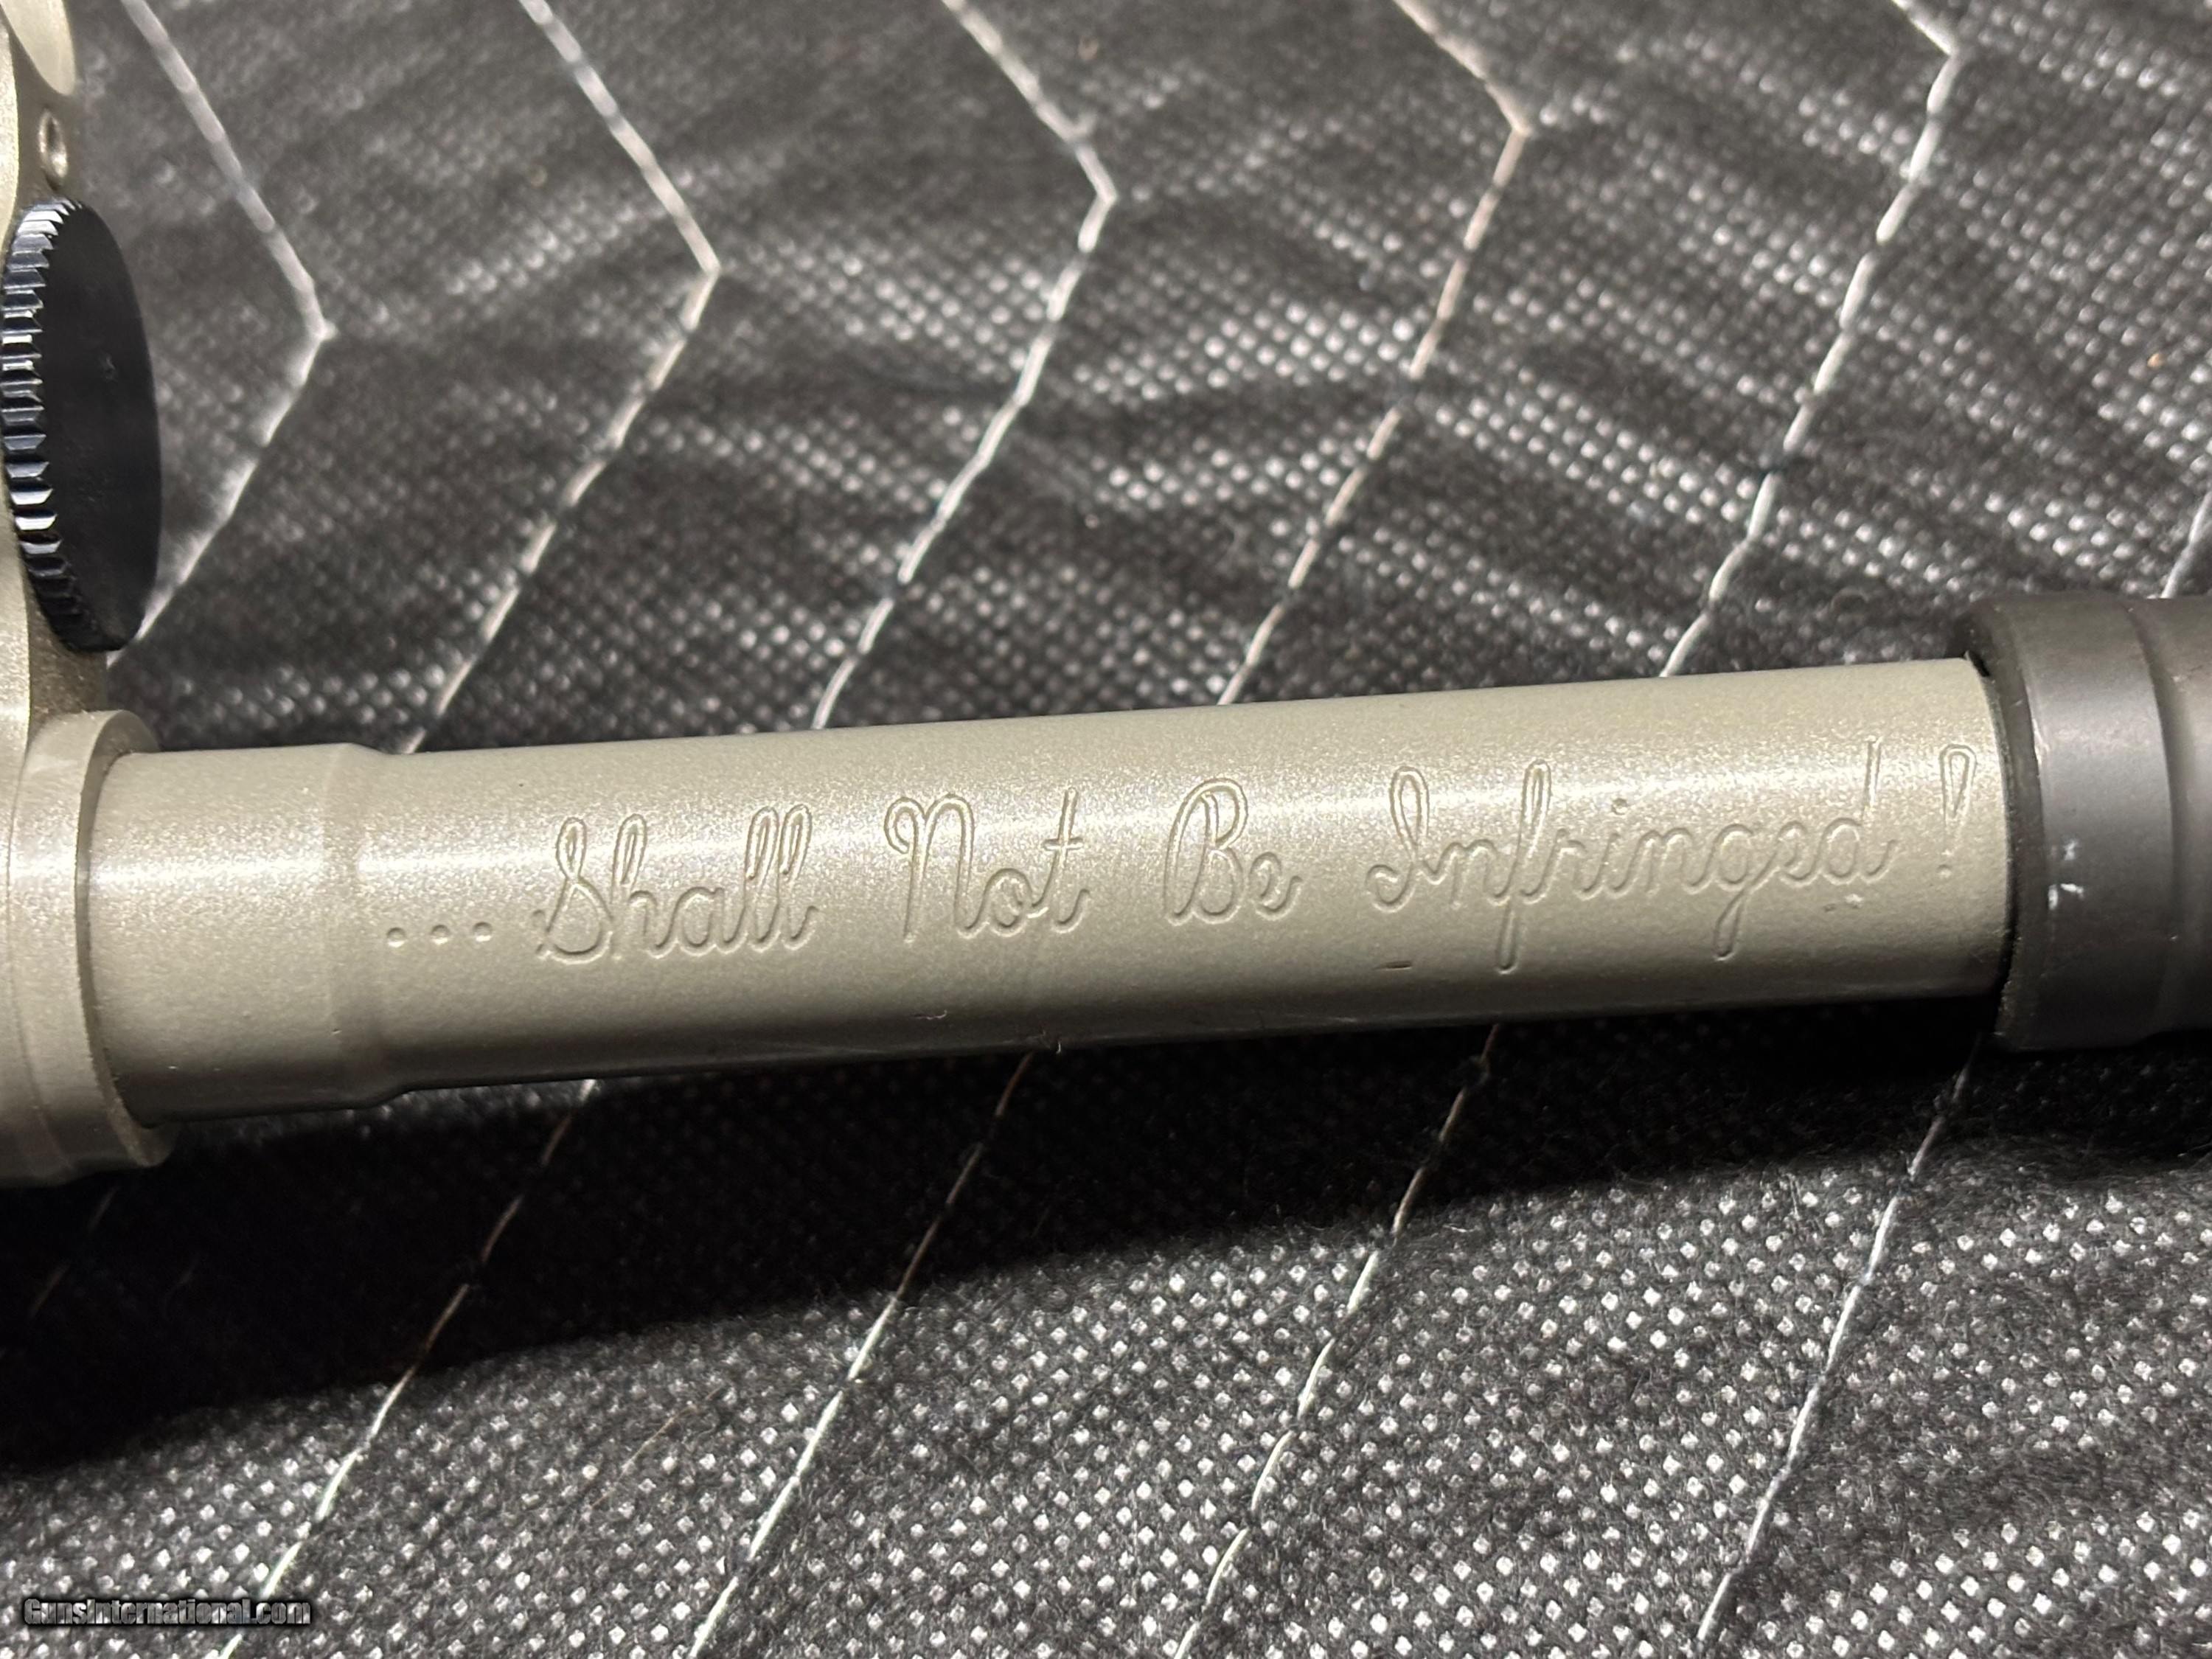 ...Shall Not Be Infringed!
GunsInternational.com